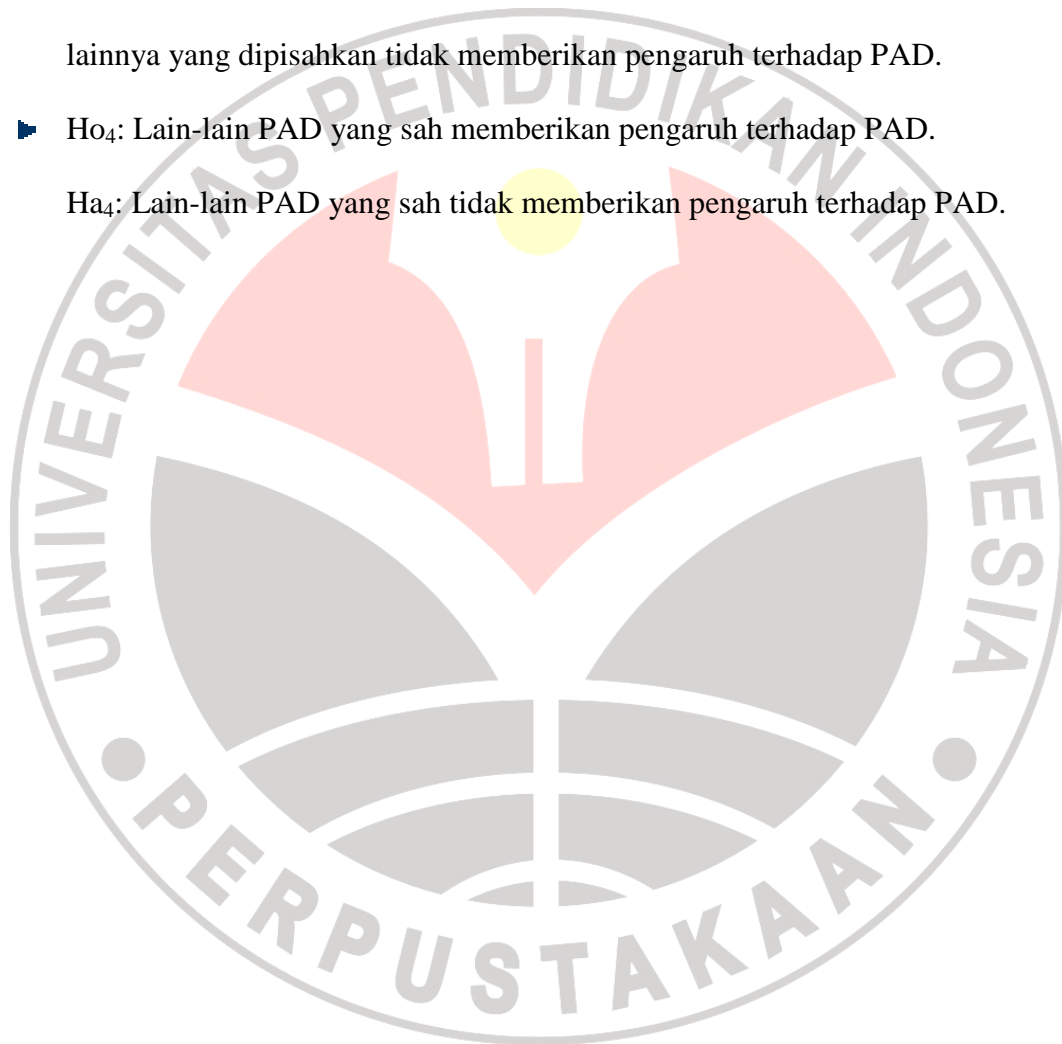 lainnya yang dipisahkan tidak memberikan pengaruh terhadap PAD.
Ho₄: Lain-lain PAD yang sah memberikan pengaruh terhadap PAD.
Ha₄: Lain-lain PAD yang sah tidak memberikan pengaruh terhadap PAD.
UNIVERSITAS PENDIDIKAN INDONESIA
PERPUSTAKAAN